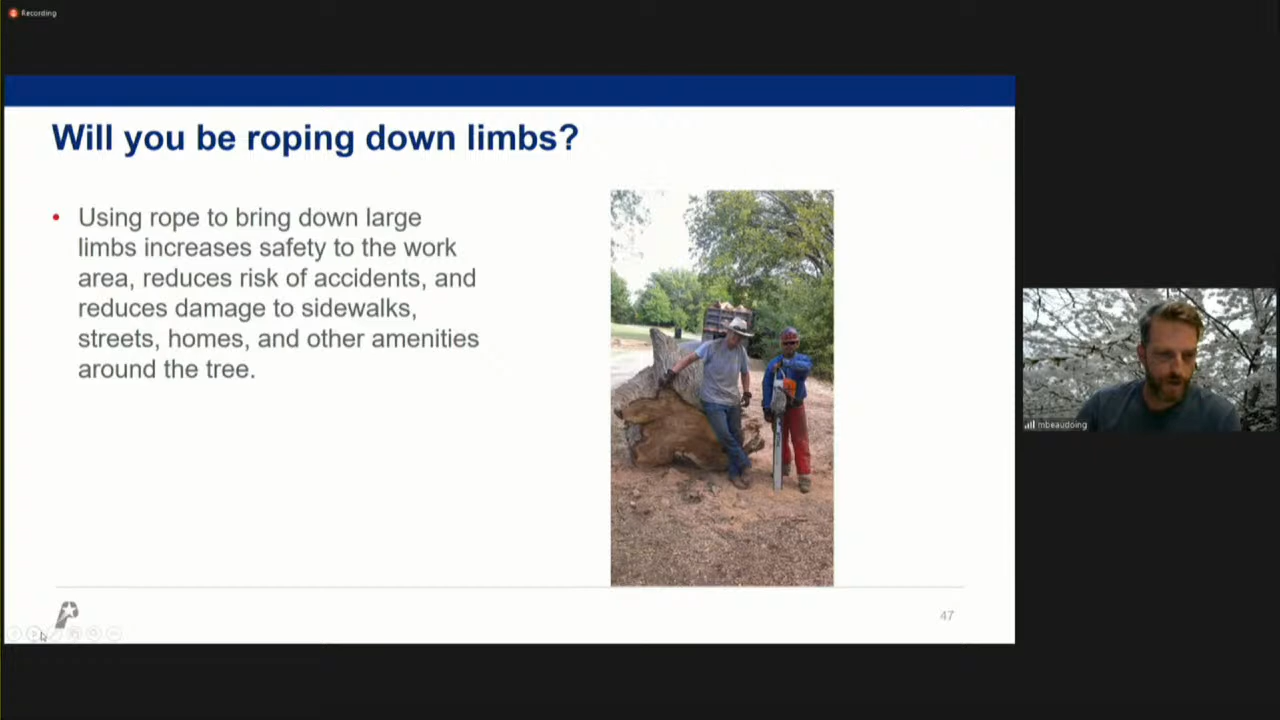 Recording
Will you be roping down limbs?
• Using rope to bring down large
limbs increases safety to the work
area, reduces risk of accidents, and
reduces damage to sidewalks,
streets, homes, and other amenities
around the tree.
mbeaudoing
47